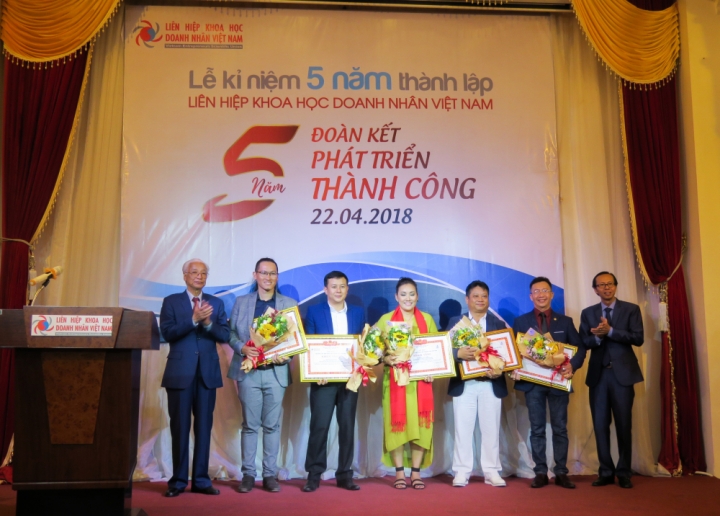 LIÊN HIỆP KHOA HỌC
DOANH NHÂN VIỆT NAM
Lễ kỉ niệm 5 năm thành lập
LIÊN HIỆP KHOA HỌC DOANH NHÂN VIỆT NAM
5 Năm
ĐOÀN KẾT
PHÁT TRIỂN
THÀNH CÔNG
22.04.2018
LIÊN HIỆP KHOA HỌC
DOANH NHÂN VIỆT NAM